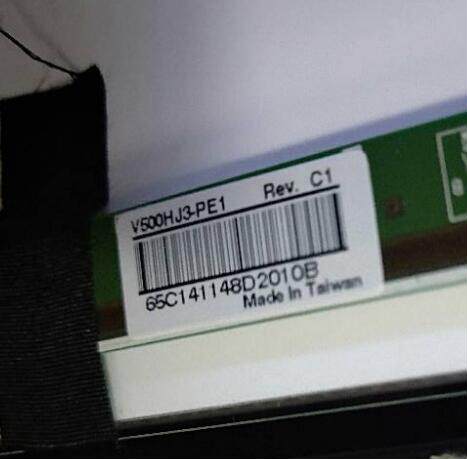 V500HJ3-PE1 Rev. C1
65C141148D2010B
Made In Taiwan